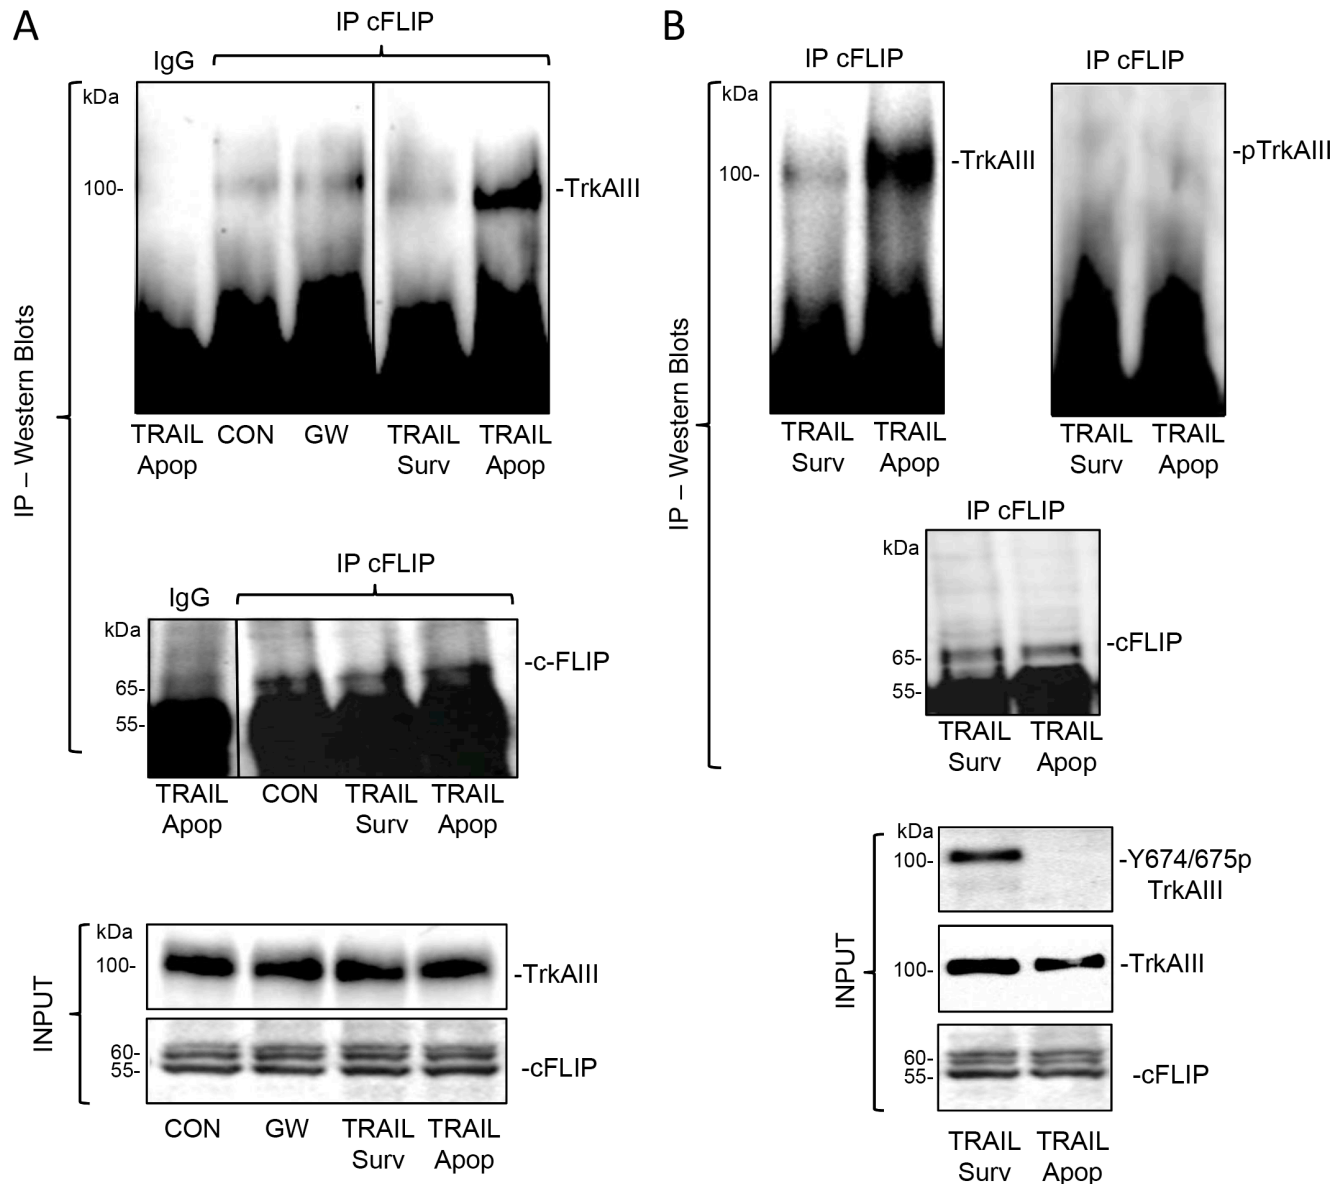 A
IP cFLIP
IgG
kDa
100-
-TrkAIII
TRAIL Apop
CON
GW
TRAIL Surv
TRAIL Apop
IP – Western Blots
IP cFLIP
IgG
kDa
65-
55-
-c-FLIP
TRAIL Apop
CON
TRAIL Surv
TRAIL Apop
INPUT
kDa
100-
-TrkAIII
60-
55-
-cFLIP
CON
GW
TRAIL Surv
TRAIL Apop
B
IP cFLIP
kDa
100-
-TrkAIII
TRAIL Surv
TRAIL Apop
IP cFLIP
-pTrkAIII
TRAIL Surv
TRAIL Apop
IP – Western Blots
IP cFLIP
kDa
65-
55-
-cFLIP
TRAIL Surv
TRAIL Apop
INPUT
kDa
100-
-Y674/675p
TrkAIII
100-
-TrkAIII
60-
55-
-cFLIP
TRAIL Surv
TRAIL Apop